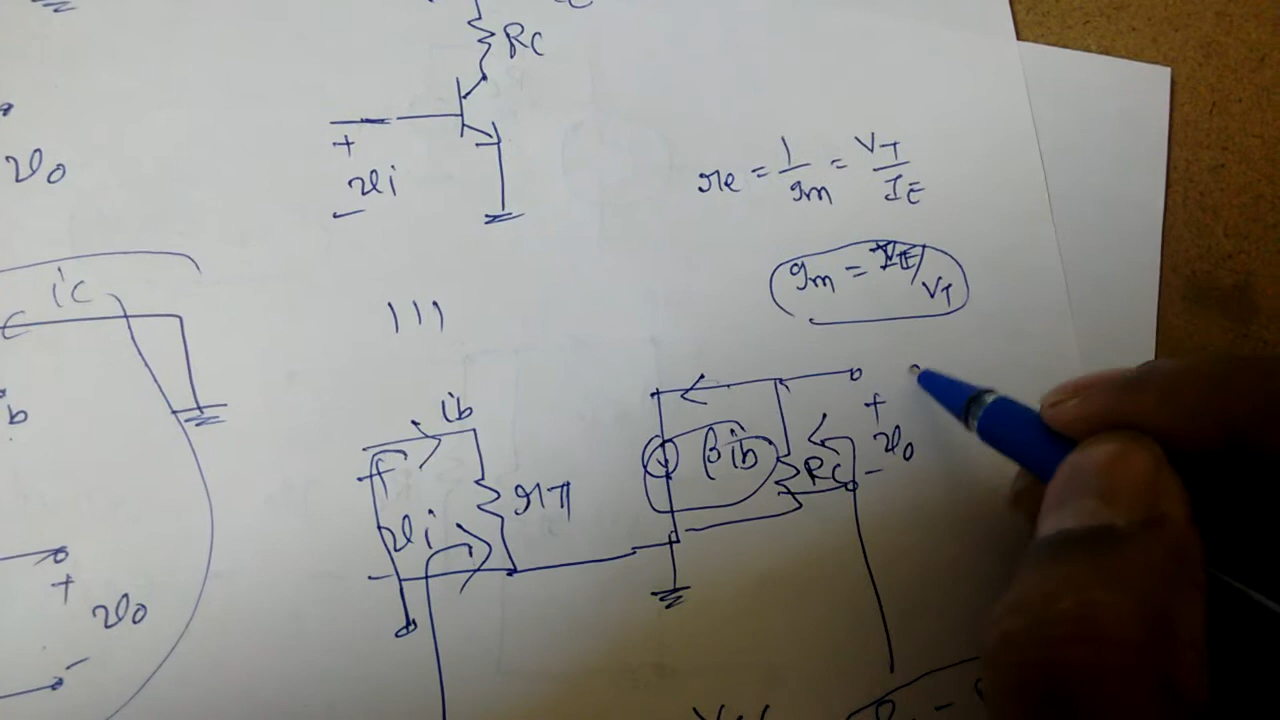 RC
+
vi
-
vo
re = 1/gm = VT/IE
gm = IE/VT
ic
ib
βib
rπ
RC
+
vo
-
+
vi
-
b
+
vo
-